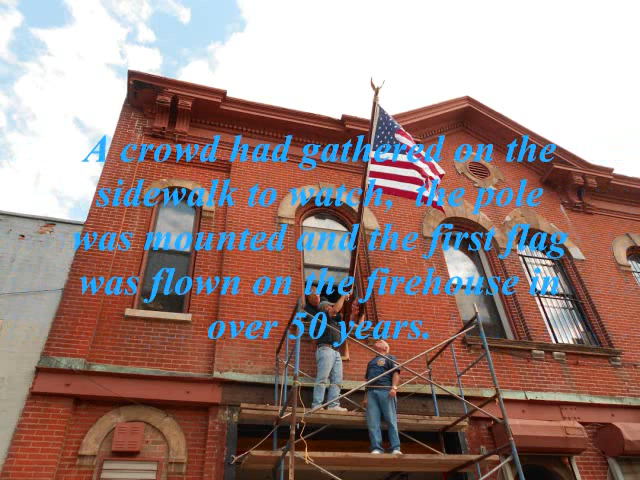 A crowd had gathered on the
sidewalk to watch, the pole
was mounted and the first flag
was flown on the firehouse in
over 50 years.